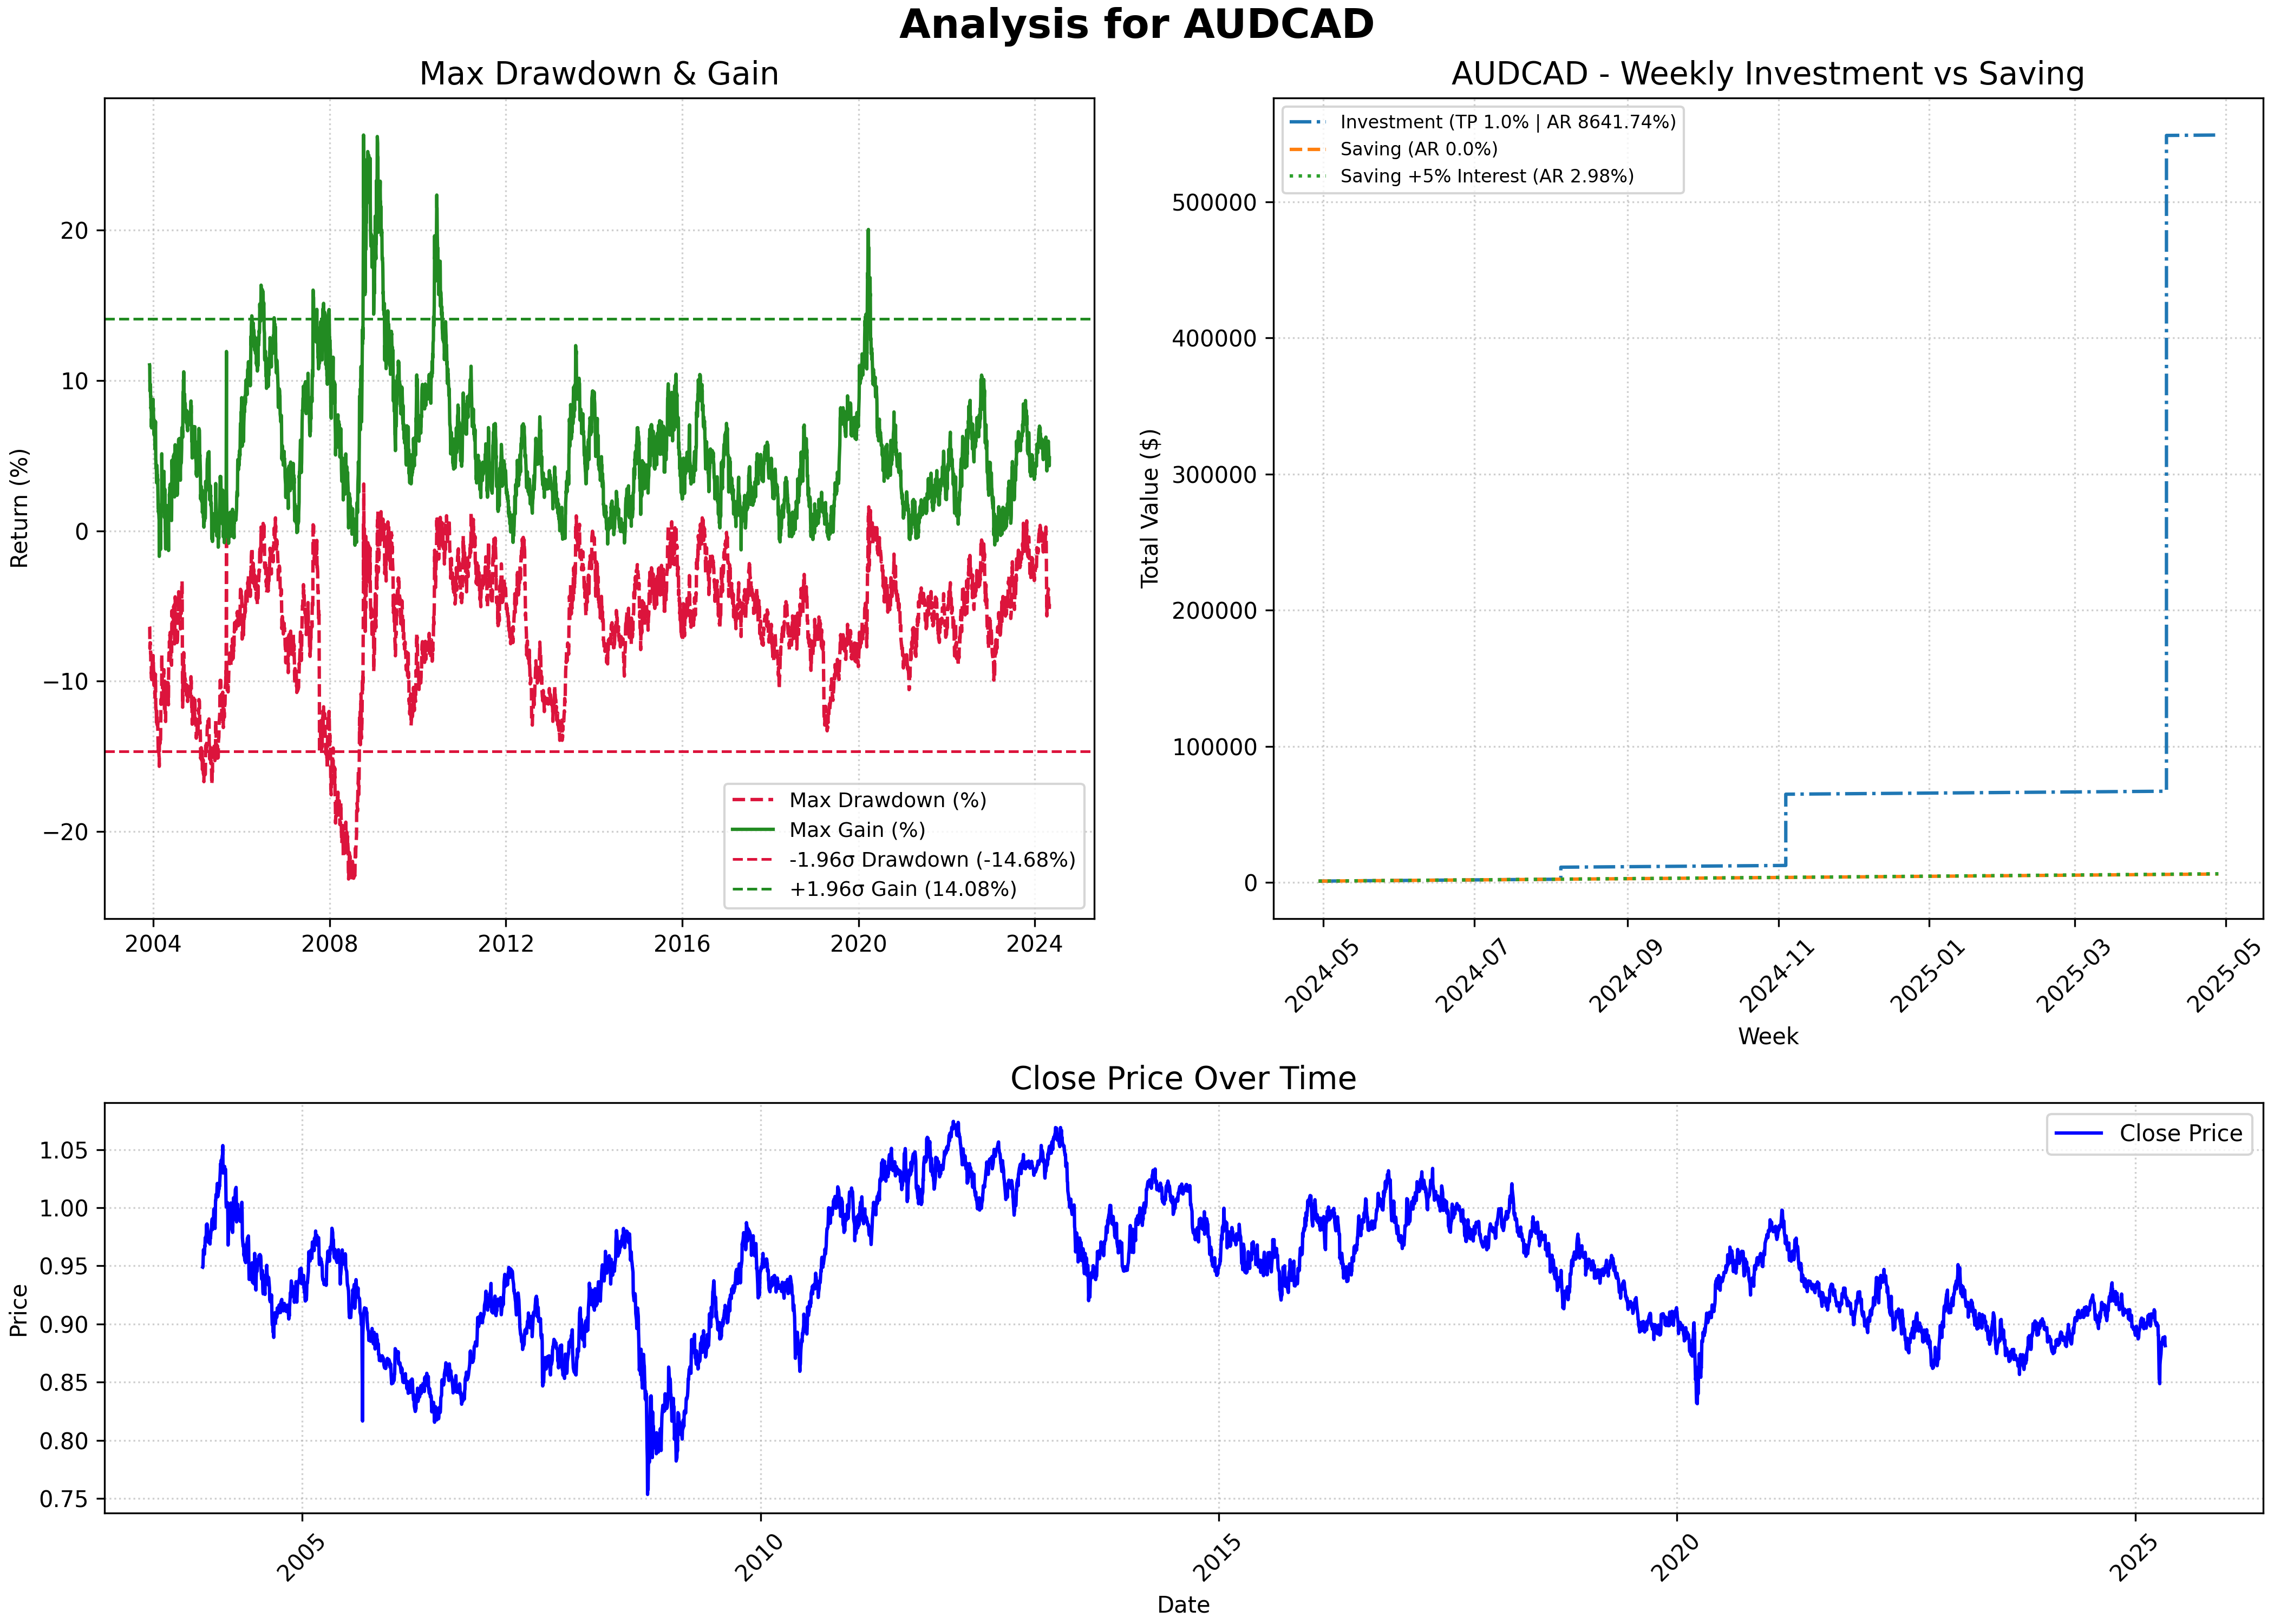 Analysis for AUDCAD
Max Drawdown & Gain
Return (%)
20
10
0
−10
−20
2004
2008
2012
2016
2020
2024
Max Drawdown (%)
Max Gain (%)
-1.96σ Drawdown (-14.68%)
+1.96σ Gain (14.08%)
AUDCAD - Weekly Investment vs Saving
Investment (TP 1.0% | AR 8641.74%)
Saving (AR 0.0%)
Saving +5% Interest (AR 2.98%)
Total Value ($)
500000
400000
300000
200000
100000
0
2024-05
2024-07
2024-09
2024-11
2025-01
2025-03
2025-05
Week
Close Price Over Time
Close Price
Price
1.05
1.00
0.95
0.90
0.85
0.80
0.75
2005
2010
2015
2020
2025
Date